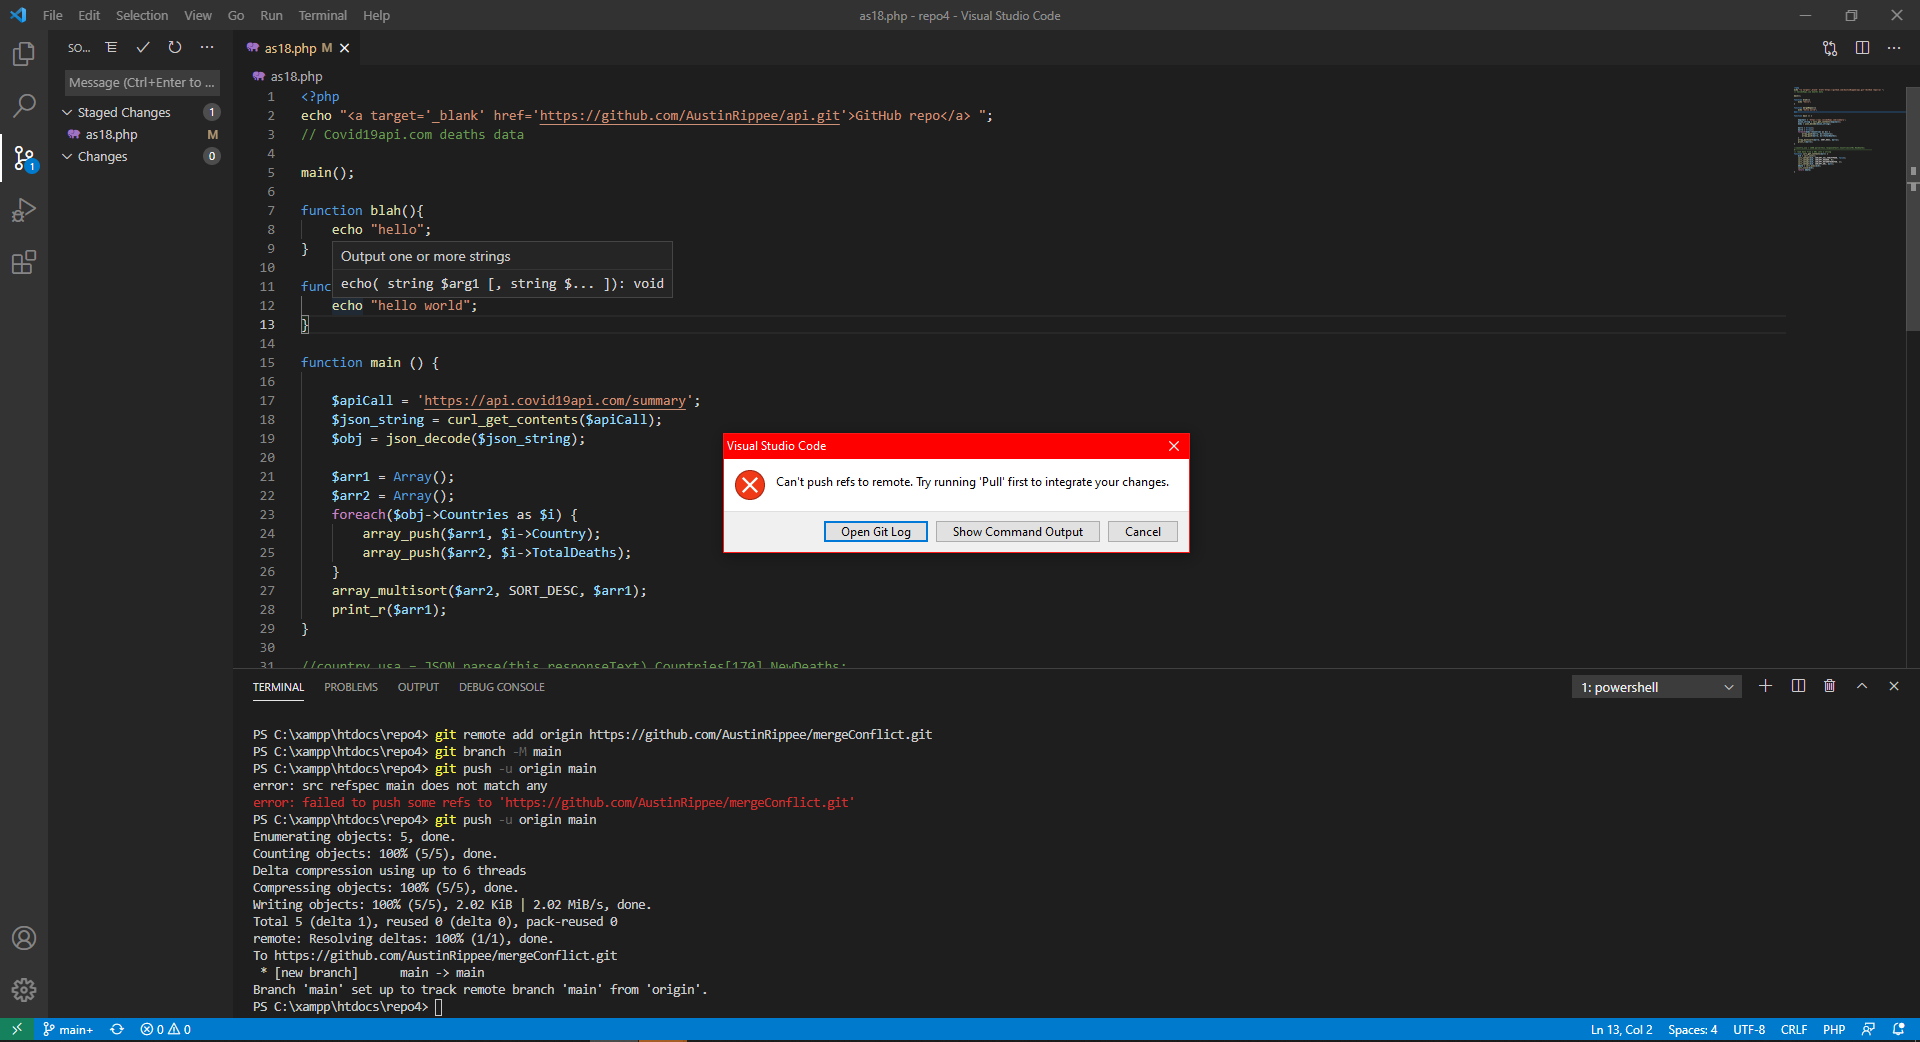 File Edit Selection View Go Run Terminal Help
as18.php - repo4 - Visual Studio Code
SO...
Message (Ctrl+Enter to ...
Staged Changes 1
as18.php M
Changes 0
1
as18.php M
as18.php
1 <?php
2 echo "<a target='_blank' href='https://github.com/AustinRippee/api.git'>GitHub repo</a> ";
3 // Covid19api.com deaths data
4
5 main();
6
7 function blah(){
8 echo "hello";
9 }
10
Output one or more strings
echo( string $arg1 [, string $... ]): void
11 func
12 echo "hello world";
13 }
14
15 function main () {
16
17 $apiCall = 'https://api.covid19api.com/summary';
18 $json_string = curl_get_contents($apiCall);
19 $obj = json_decode($json_string);
20
21 $arr1 = Array();
22 $arr2 = Array();
23 foreach($obj->Countries as $i) {
24 array_push($arr1, $i->Country);
25 array_push($arr2, $i->TotalDeaths);
26 }
27 array_multisort($arr2, SORT_DESC, $arr1);
28 print_r($arr1);
29 }
30
31 //country_usa = JSON.parse(this.responseText).Countries[170].NewDeaths;
Visual Studio Code
Can't push refs to remote. Try running 'Pull' first to integrate your changes.
Open Git Log Show Command Output Cancel
TERMINAL PROBLEMS OUTPUT DEBUG CONSOLE
1: powershell
PS C:\xampp\htdocs\repo4> git remote add origin https://github.com/AustinRippee/mergeConflict.git
PS C:\xampp\htdocs\repo4> git branch -M main
PS C:\xampp\htdocs\repo4> git push -u origin main
error: src refspec main does not match any
error: failed to push some refs to 'https://github.com/AustinRippee/mergeConflict.git'
PS C:\xampp\htdocs\repo4> git push -u origin main
Enumerating objects: 5, done.
Counting objects: 100% (5/5), done.
Delta compression using up to 6 threads
Compressing objects: 100% (5/5), done.
Writing objects: 100% (5/5), 2.02 KiB | 2.02 MiB/s, done.
Total 5 (delta 1), reused 0 (delta 0), pack-reused 0
remote: Resolving deltas: 100% (1/1), done.
To https://github.com/AustinRippee/mergeConflict.git
* [new branch] main -> main
Branch 'main' set up to track remote branch 'main' from 'origin'.
PS C:\xampp\htdocs\repo4>
main+ 0 0
Ln 13, Col 2 Spaces: 4 UTF-8 CRLF PHP